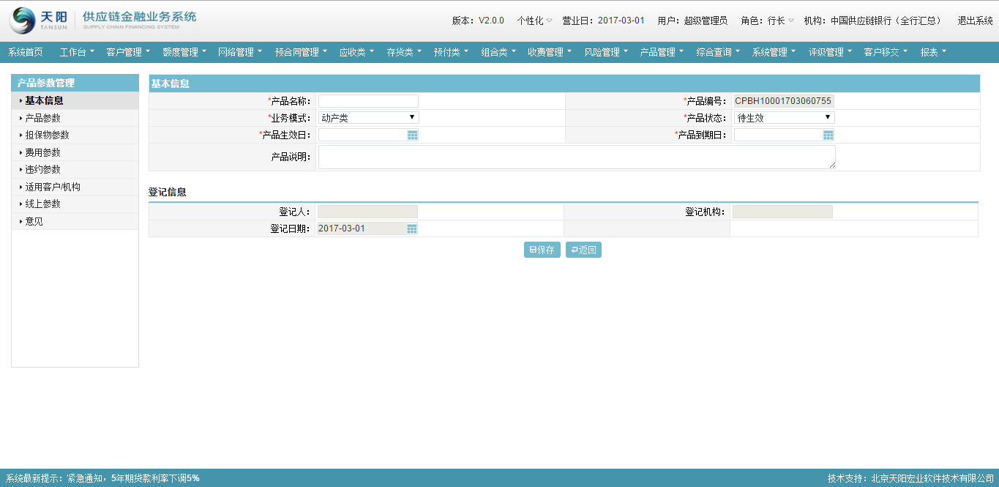 天阳 TANSUN 供应链金融业务系统 SUPPLY CHAIN FINANCING SYSTEM
版本：V2.0.0 个性化 营业日：2017-03-01 用户：超级管理员 角色：行长 机构：中国供应链银行（全行汇总） 退出系统
系统首页 工作台 客户管理 额度管理 网络管理 预合同管理 应收类 存货类 预付类 组合类 收费管理 风险管理 产品管理 综合查询 系统管理 评级管理 客户移交 报表
产品参数管理
基本信息
产品参数
担保物参数
费用参数
违约参数
适用客户/机构
线上参数
意见
基本信息
*产品名称： *产品编号： CPBH10001703060755
*业务模式： 动产类 *产品状态： 待生效
*产品生效日： *产品到期日：
产品说明：
登记信息
登记人： 登记机构：
登记日期： 2017-03-01
保存 返回
系统最新提示：紧急通知，5年期贷款利率下调5% 技术支持：北京天阳宏业软件技术有限公司